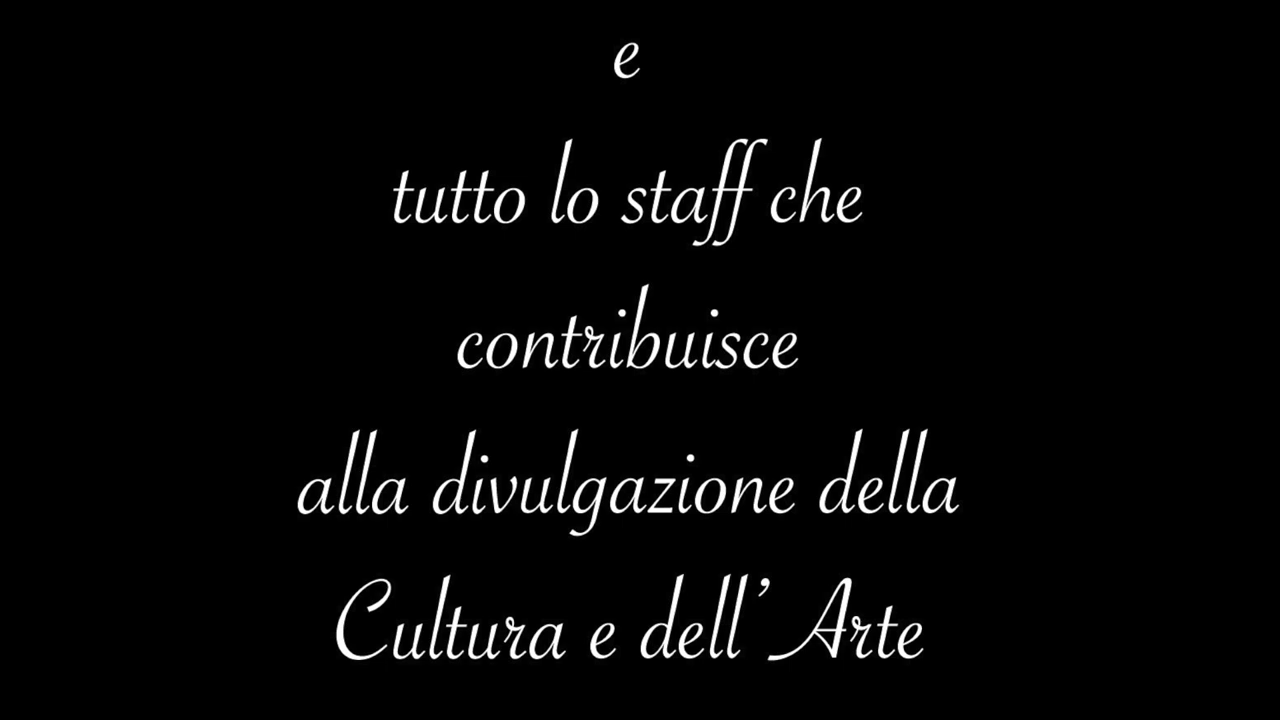 e
tutto lo staff che
contribuisce
alla divulgazione della
Cultura e dell' Arte